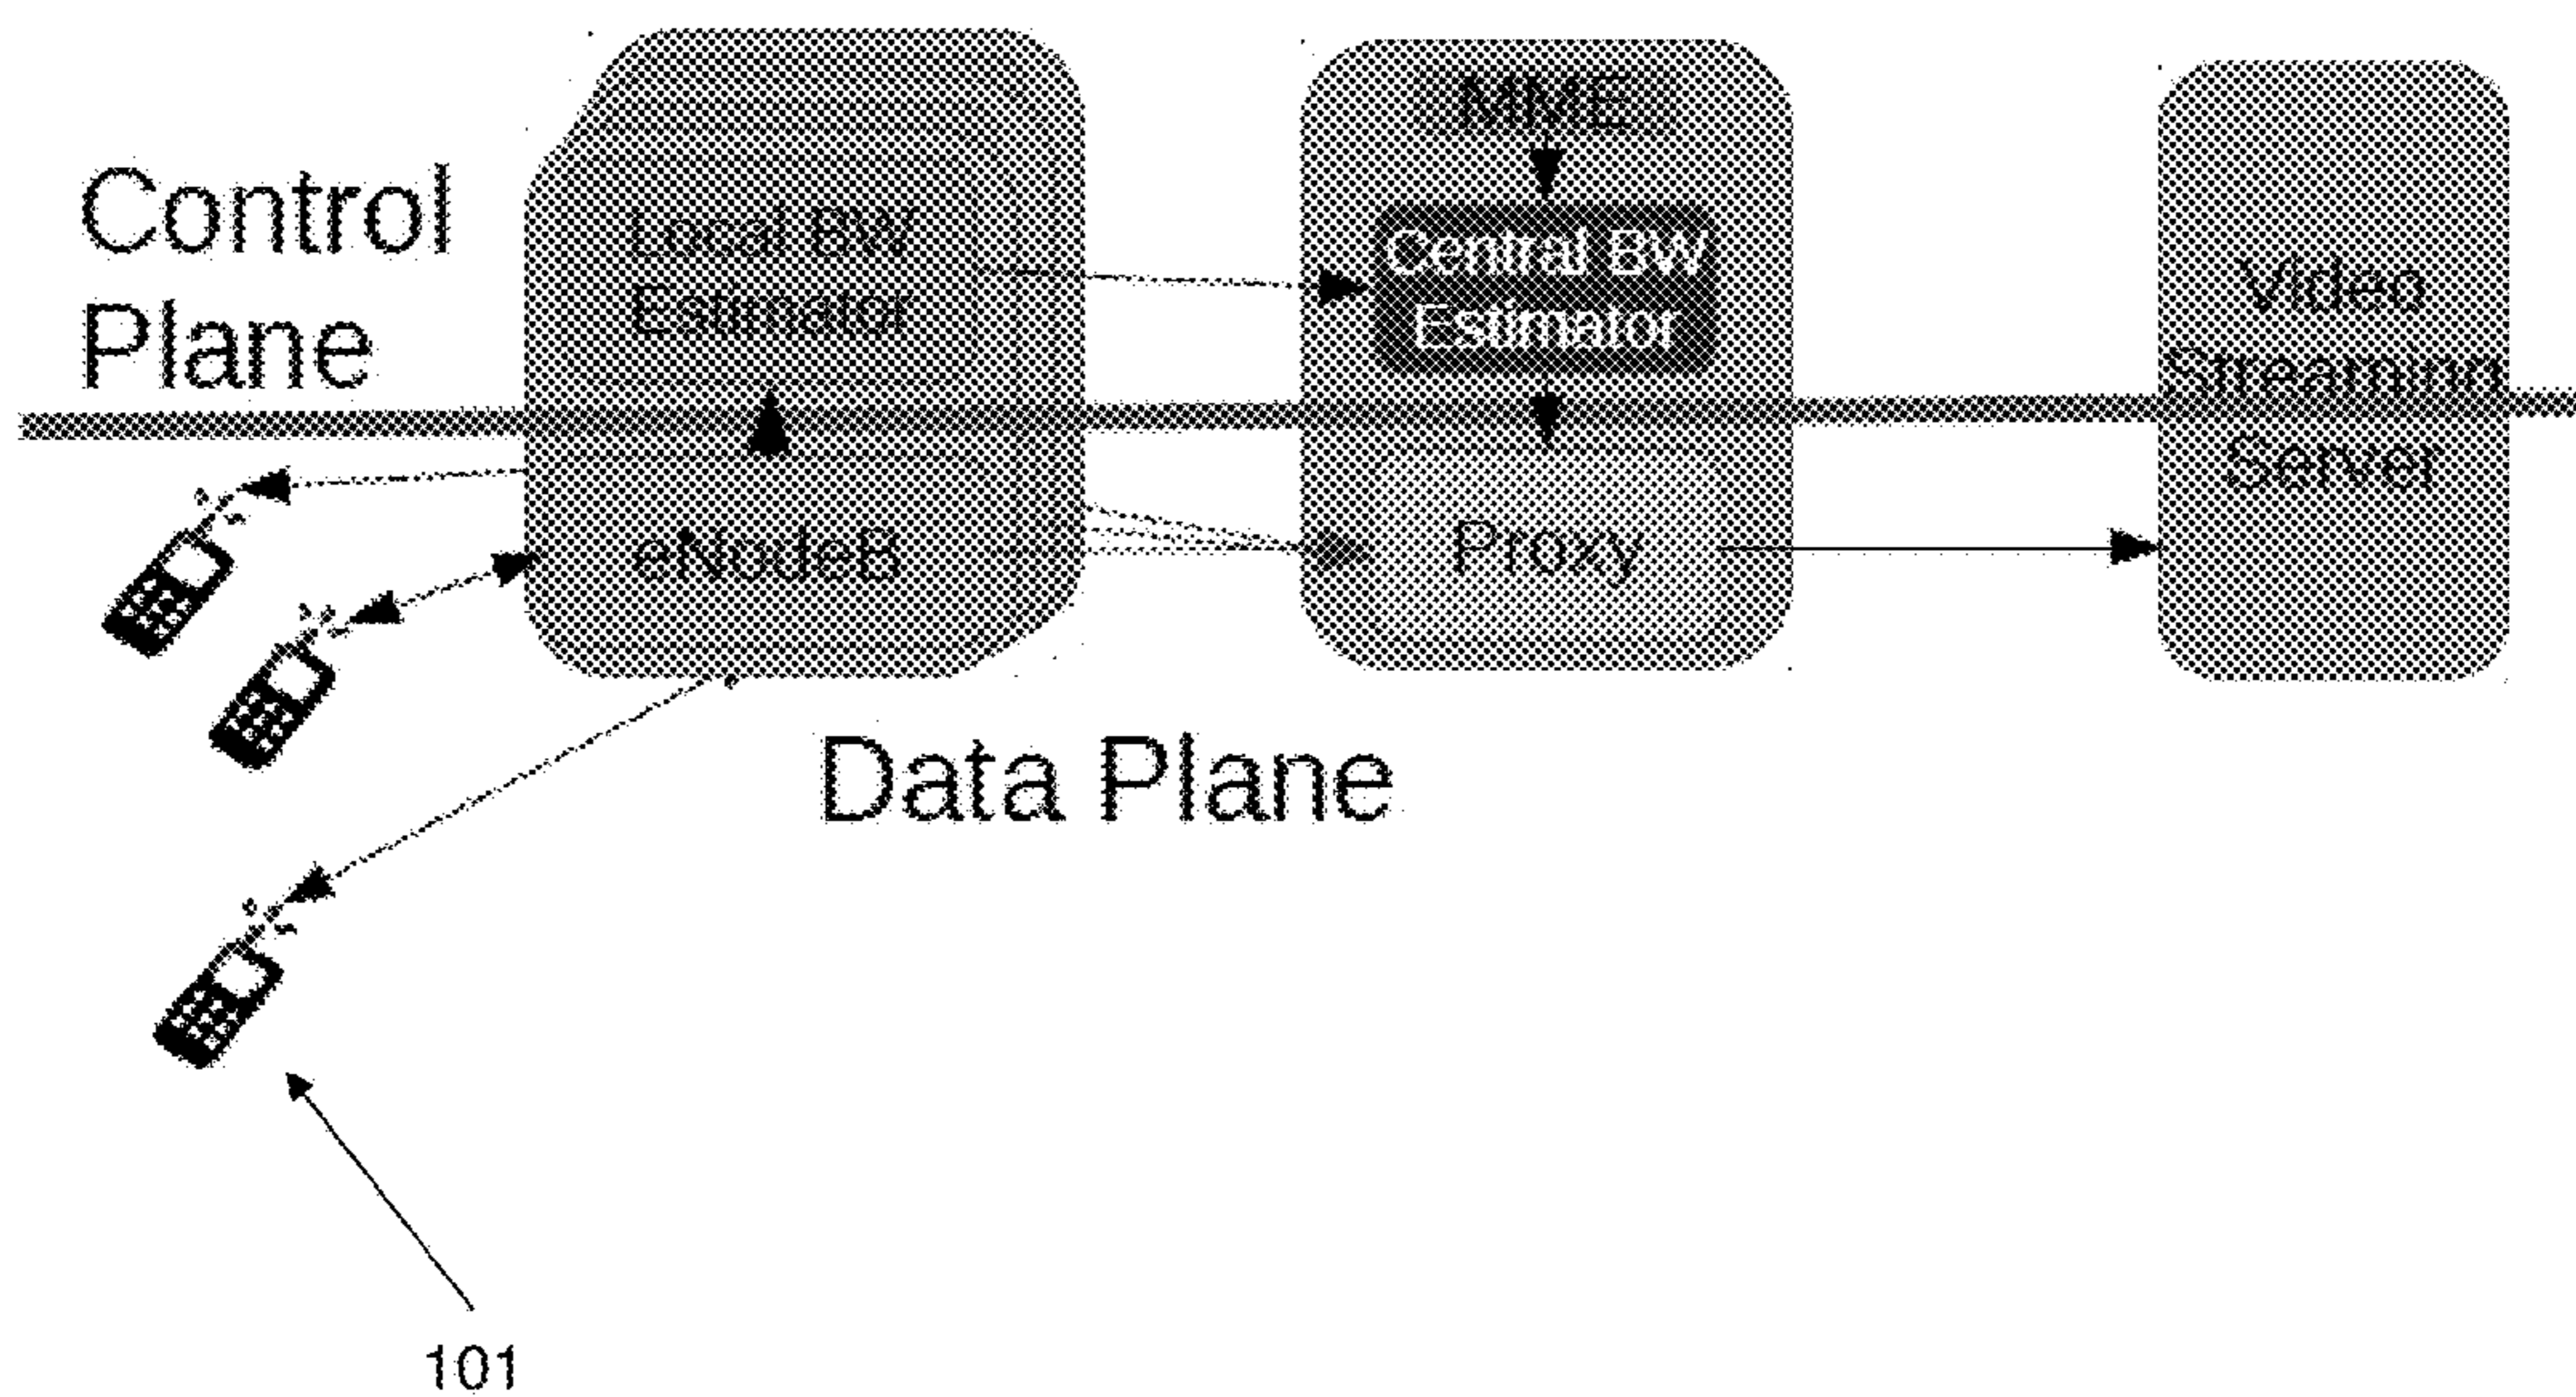 Control
Plane
Local BW
Estimator
eNodeB
MME
Central BW
Estimator
Proxy
Video
Streaming
Server
Data Plane
101